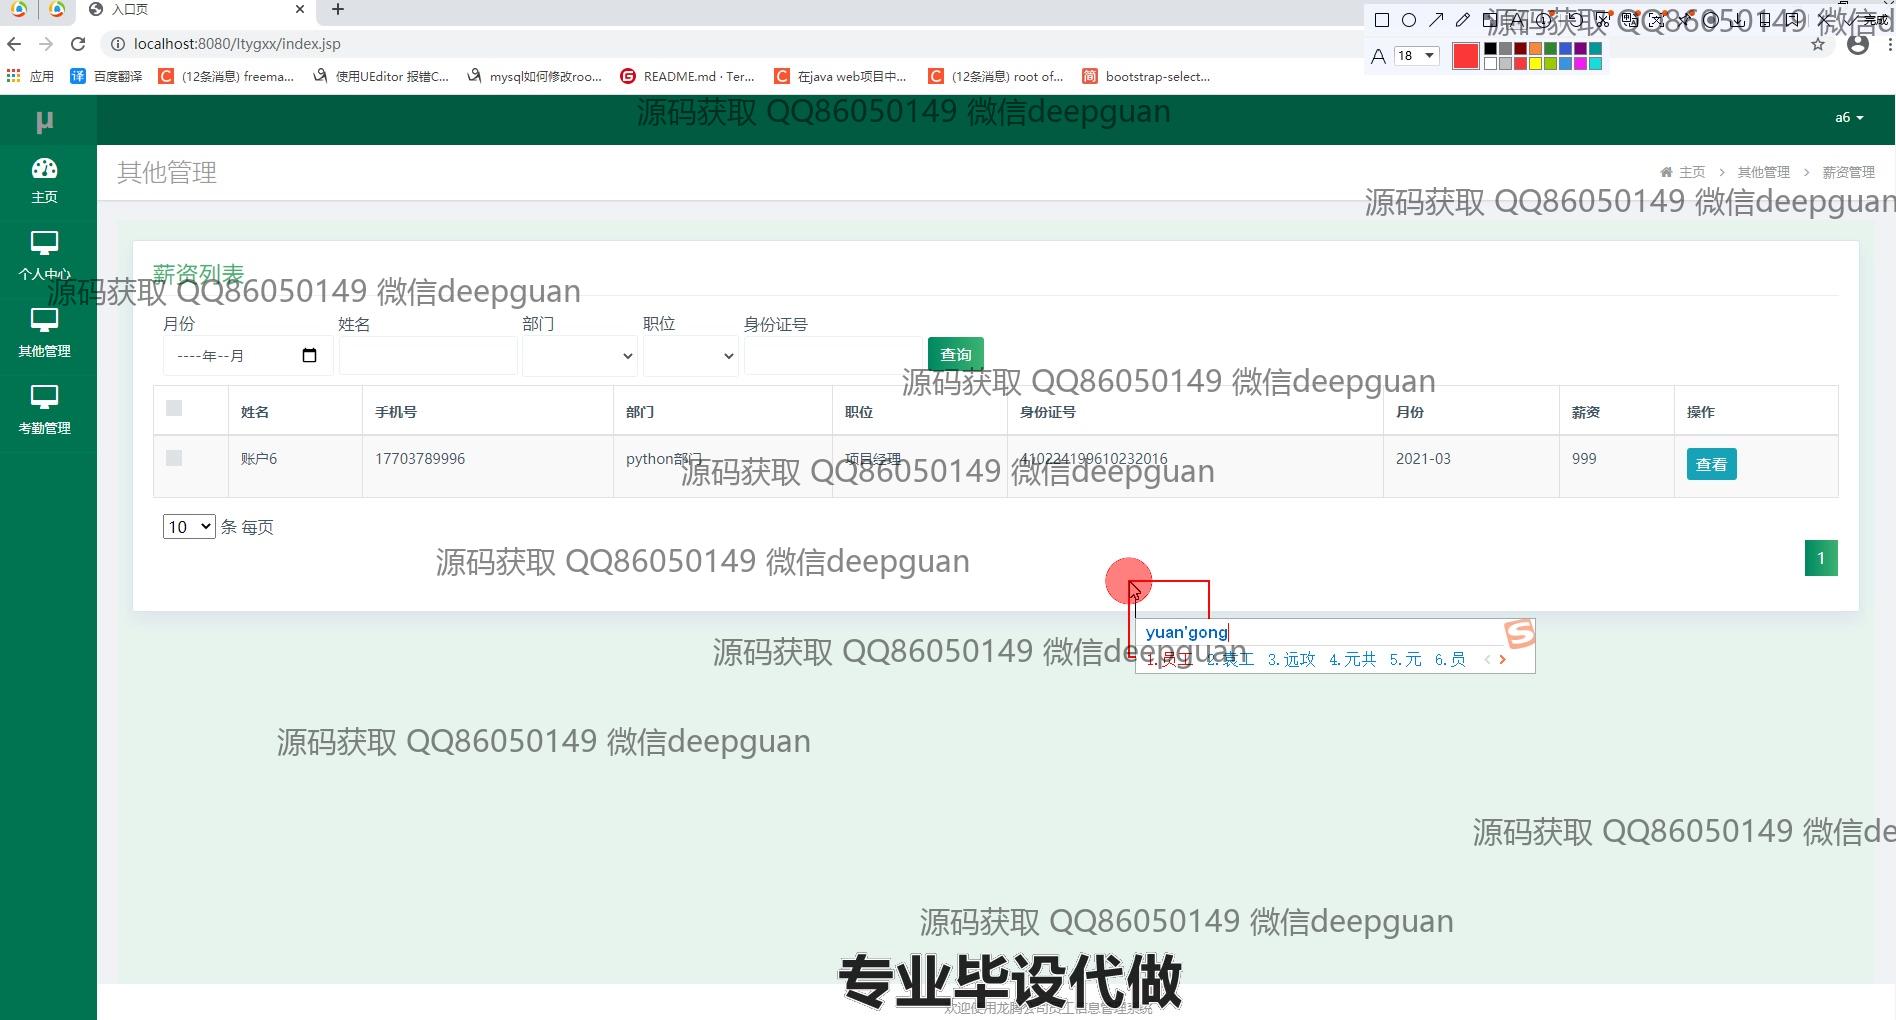 入口页
localhost:8080/ltygxx/index.jsp
应用
百度翻译
(12条消息) freema...
使用UEditor 报错C...
mysql如何修改roo...
README.md · Ter...
在java web项目中...
(12条消息) root of...
bootstrap-select...
A 18
完成
源码获取 QQ86050149 微信d
源码获取 QQ86050149 微信deepguan
μ
a6
主页
其他管理
主页 > 其他管理 > 薪资管理
源码获取 QQ86050149 微信deepguan
个人中心
薪资列表
源码获取 QQ86050149 微信deepguan
其他管理
月份 姓名 部门 职位 身份证号
----年--月
查询
源码获取 QQ86050149 微信deepguan
考勤管理
姓名 手机号 部门 职位 身份证号 月份 薪资 操作
账户6 17703789996 python部门 项目经理 410224199610232016 2021-03 999 查看
源码获取 QQ86050149 微信deepguan
10 条 每页
1
源码获取 QQ86050149 微信deepguan
yuan'gong
1.员工 2.袁工 3.远攻 4.元共 5.元 6.员
源码获取 QQ86050149 微信deepguan
源码获取 QQ86050149 微信deepguan
源码获取 QQ86050149 微信de
源码获取 QQ86050149 微信deepguan
专业毕设代做
欢迎使用龙腾公司员工信息管理系统